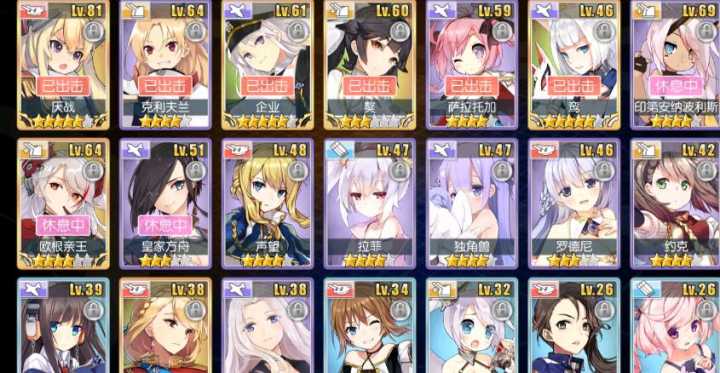 Lv.81 Lv.64 Lv.61 Lv.60 Lv.59 Lv.46 Lv.69
已出击 已出击 已出击 已出击 已出击 已出击 休息中
厌战 克利夫兰 企业 獒 萨拉托加 鸾 印第安纳波利斯
Lv.64 Lv.51 Lv.48 Lv.47 Lv.47 Lv.46 Lv.42
休息中 休息中
欧根亲王 皇家方舟 声望 拉菲 独角兽 罗德尼 约克
Lv.39 Lv.38 Lv.38 Lv.34 Lv.32 Lv.26 Lv.26